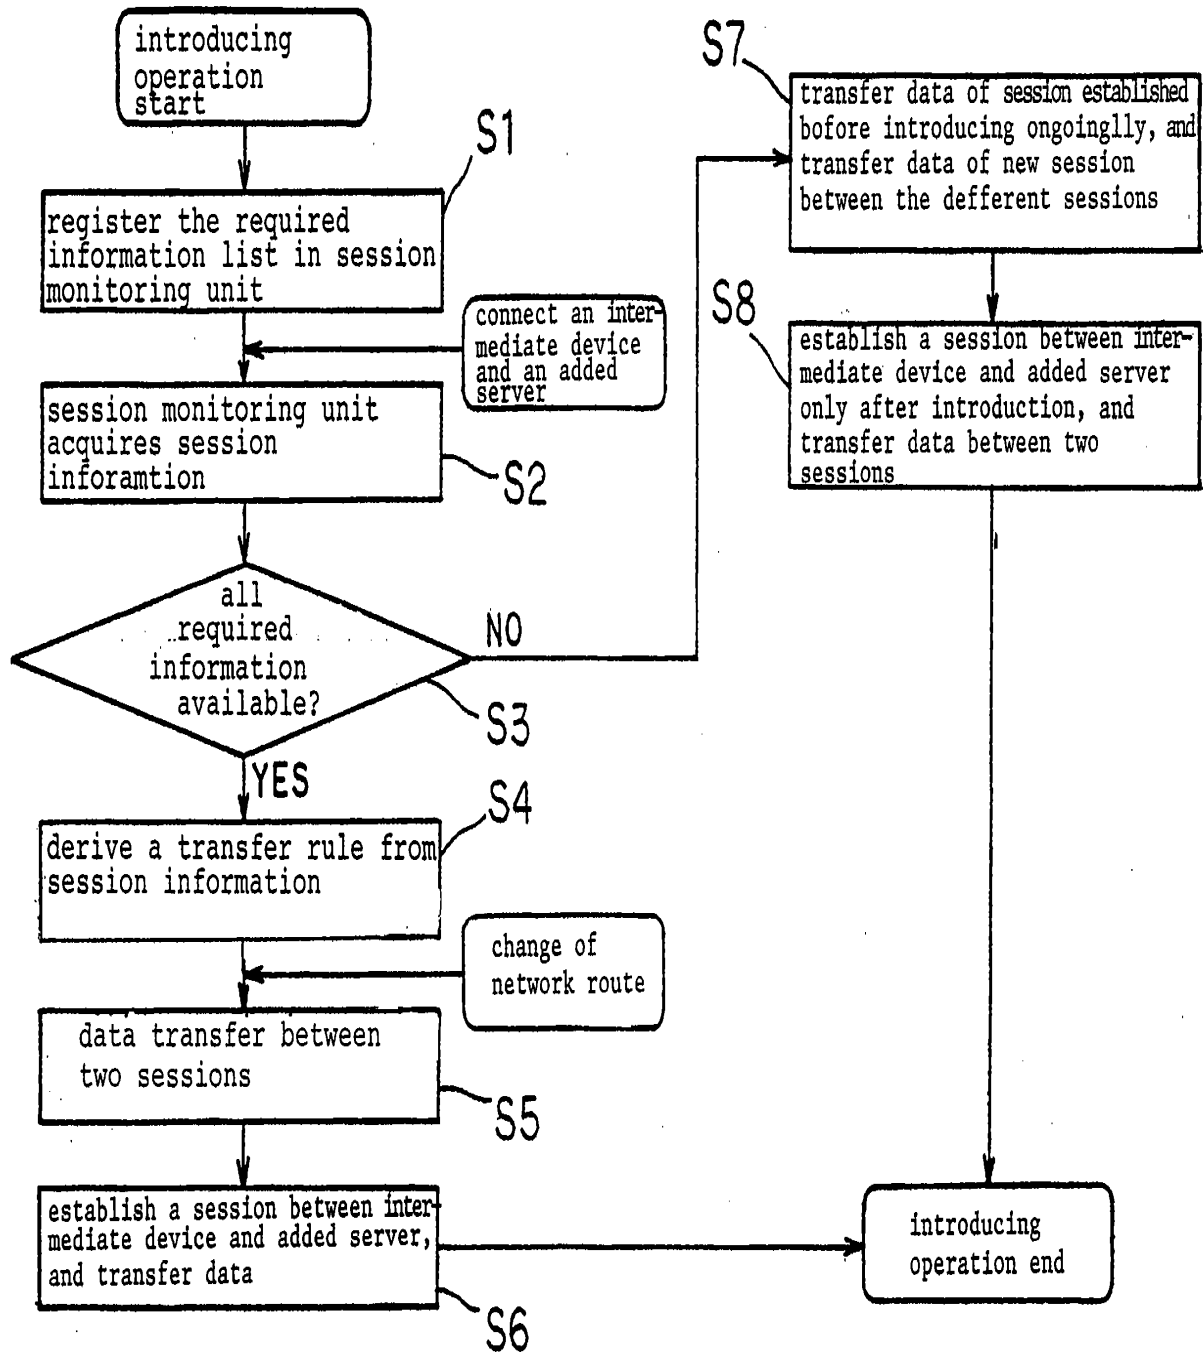 introducing
operation
start
S1
register the required
information list in session
monitoring unit
connect an inter-
mediate device
and an added
server
session monitoring unit
acquires session
inforamtion
S2
all
required
information
available?
NO
S3
YES
S4
derive a transfer rule from
session information
change of
network route
data transfer between
two sessions
S5
establish a session between inter-
mediate device and added server,
and transfer data
S6
S7
transfer data of session established
bofore introducing ongoinglly, and
transfer data of new session
between the defferent sessions
S8
establish a session between inter-
mediate device and added server
only after introduction, and
transfer data between two
sessions
introducing
operation end